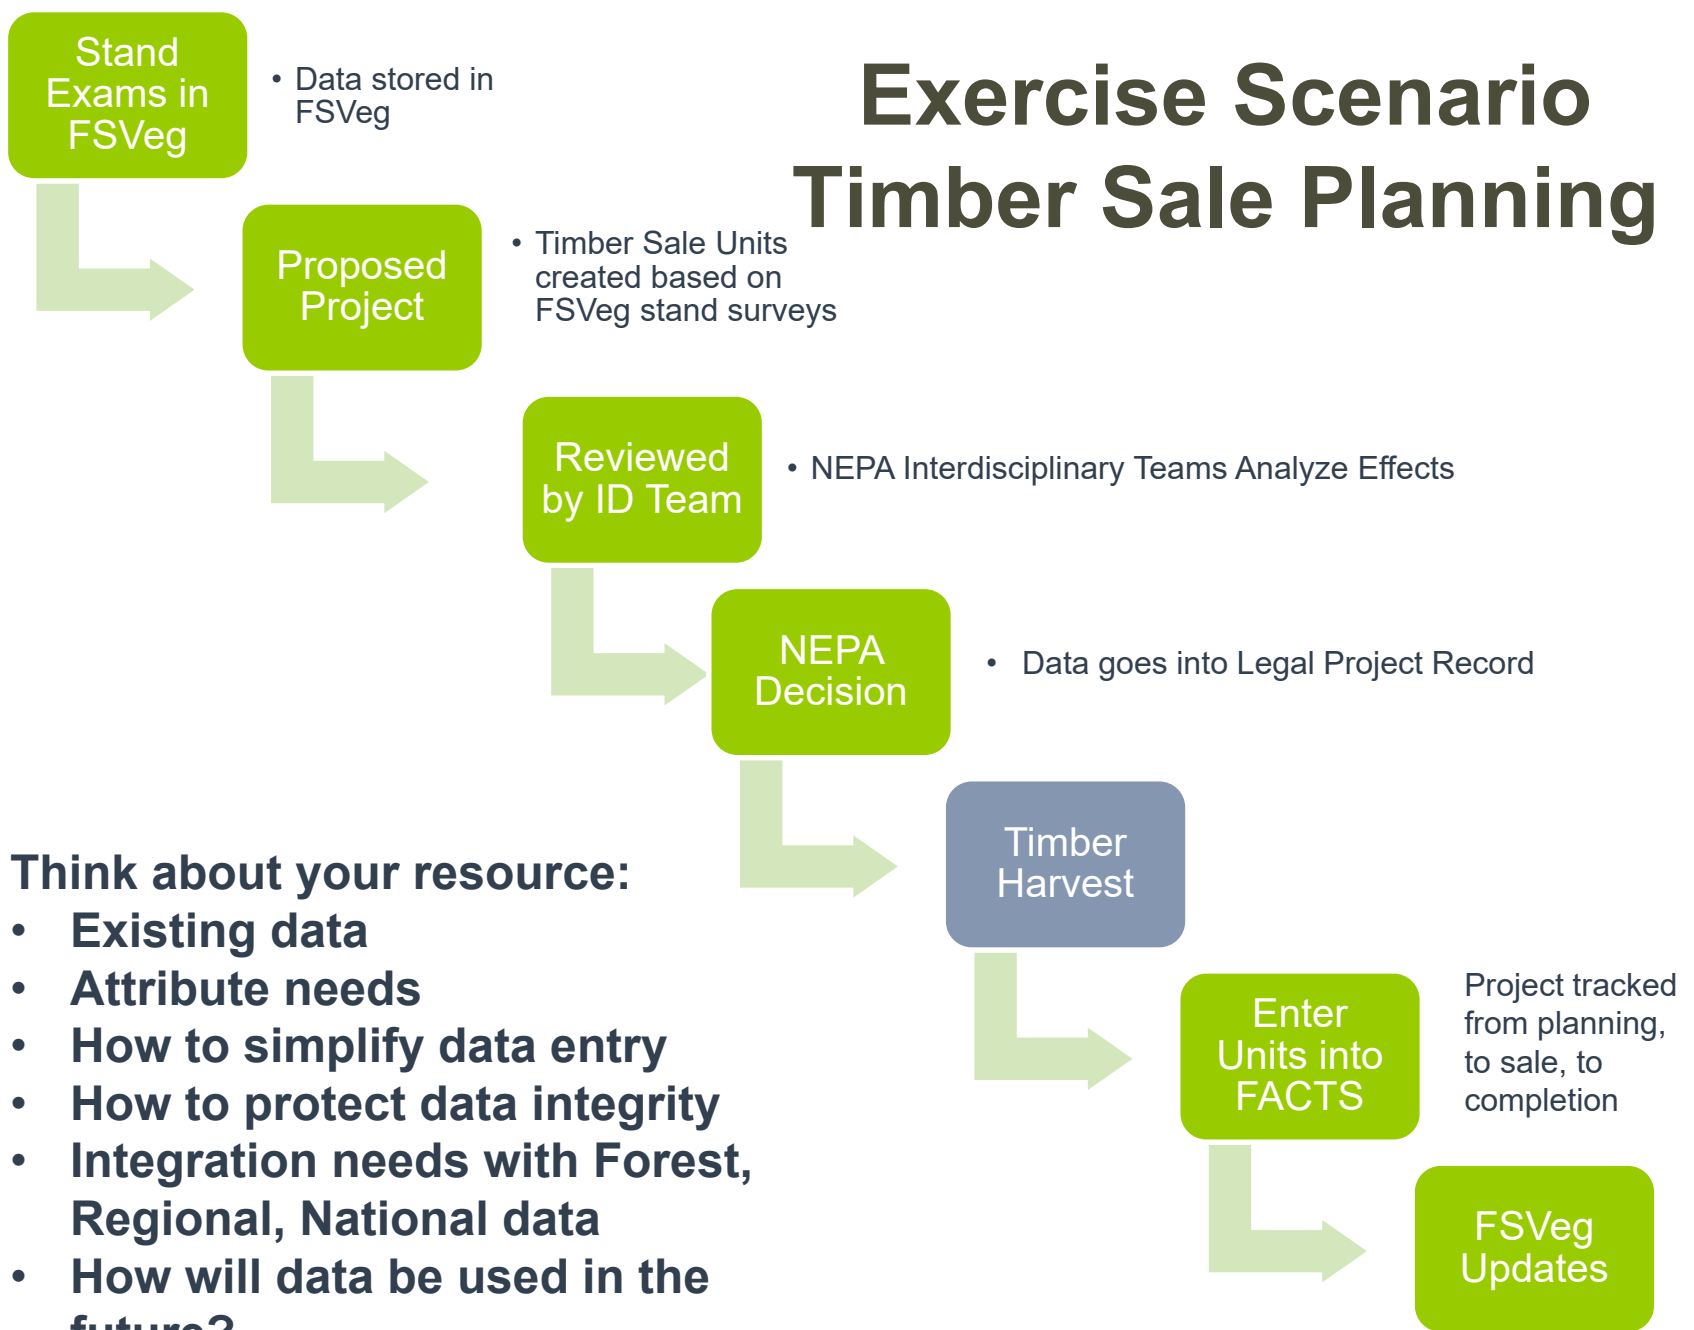 Exercise Scenario
Timber Sale Planning
Stand
Exams in
FSVeg
• Data stored in
FSVeg
Proposed
Project
• Timber Sale Units
created based on
FSVeg stand surveys
Reviewed
by ID Team
• NEPA Interdisciplinary Teams Analyze Effects
NEPA
Decision
• Data goes into Legal Project Record
Timber
Harvest
Enter
Units into
FACTS
Project tracked
from planning,
to sale, to
completion
FSVeg
Updates
Think about your resource:
• Existing data
• Attribute needs
• How to simplify data entry
• How to protect data integrity
• Integration needs with Forest,
Regional, National data
• How will data be used in the
future?